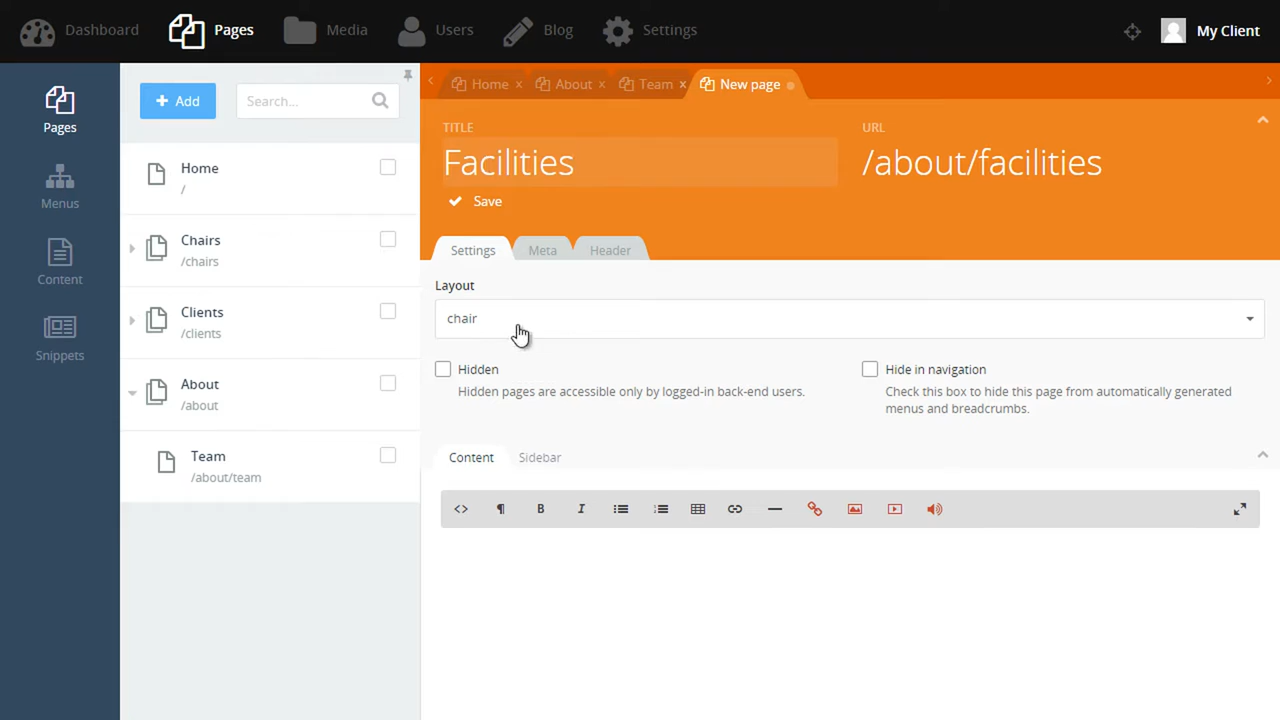 Dashboard Pages Media Users Blog Settings My Client
Pages
Menus
Content
Snippets
+ Add Search...
Home
/
Chairs
/chairs
Clients
/clients
About
/about
Team
/about/team
Home × About × Team × New page
TITLE URL
Facilities /about/facilities
Save
Settings Meta Header
Layout
chair
Hidden
Hidden pages are accessible only by logged-in back-end users.
Hide in navigation
Check this box to hide this page from automatically generated
menus and breadcrumbs.
Content Sidebar